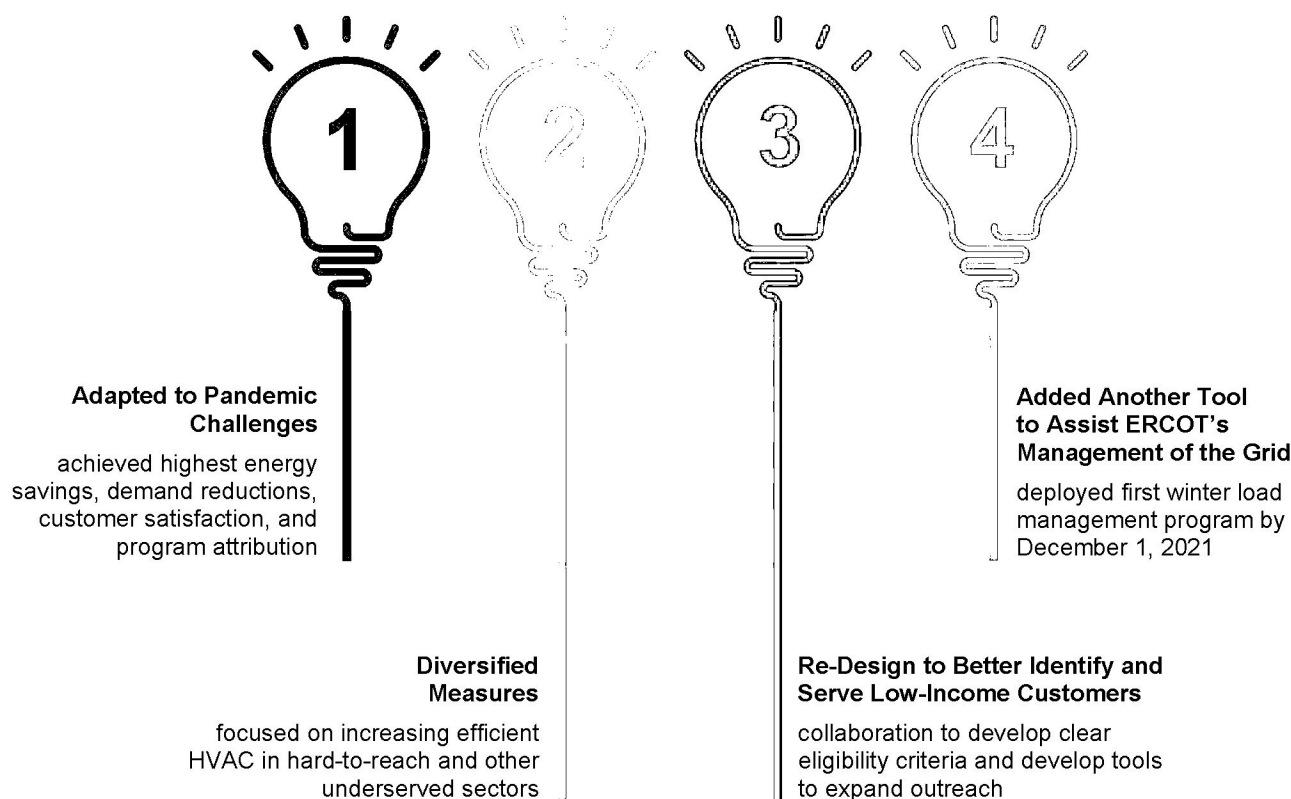 1
2
3
4
Adapted to Pandemic
Challenges
achieved highest energy
savings, demand reductions,
customer satisfaction, and
program attribution
Diversified
Measures
focused on increasing efficient
HVAC in hard-to-reach and other
underserved sectors
Re-Design to Better Identify and
Serve Low-Income Customers
collaboration to develop clear
eligibility criteria and develop tools
to expand outreach
Added Another Tool
to Assist ERCOT's
Management of the Grid
deployed first winter load
management program by
December 1, 2021